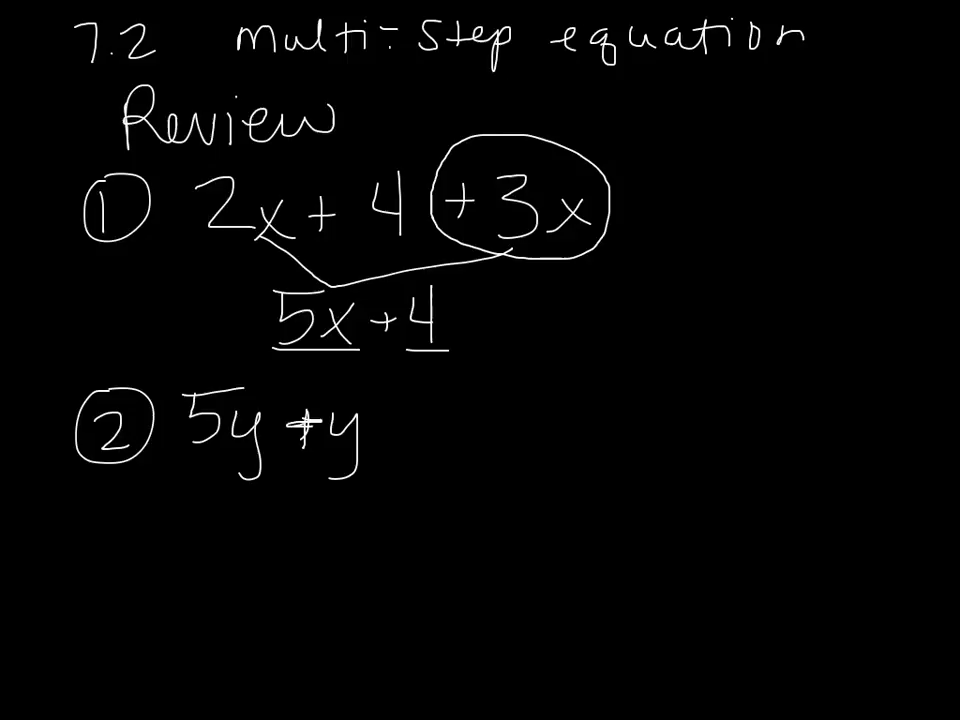 7.2 multi-step equation
Review
① 2x + 4 + 3x
5x + 4
② 5y + y